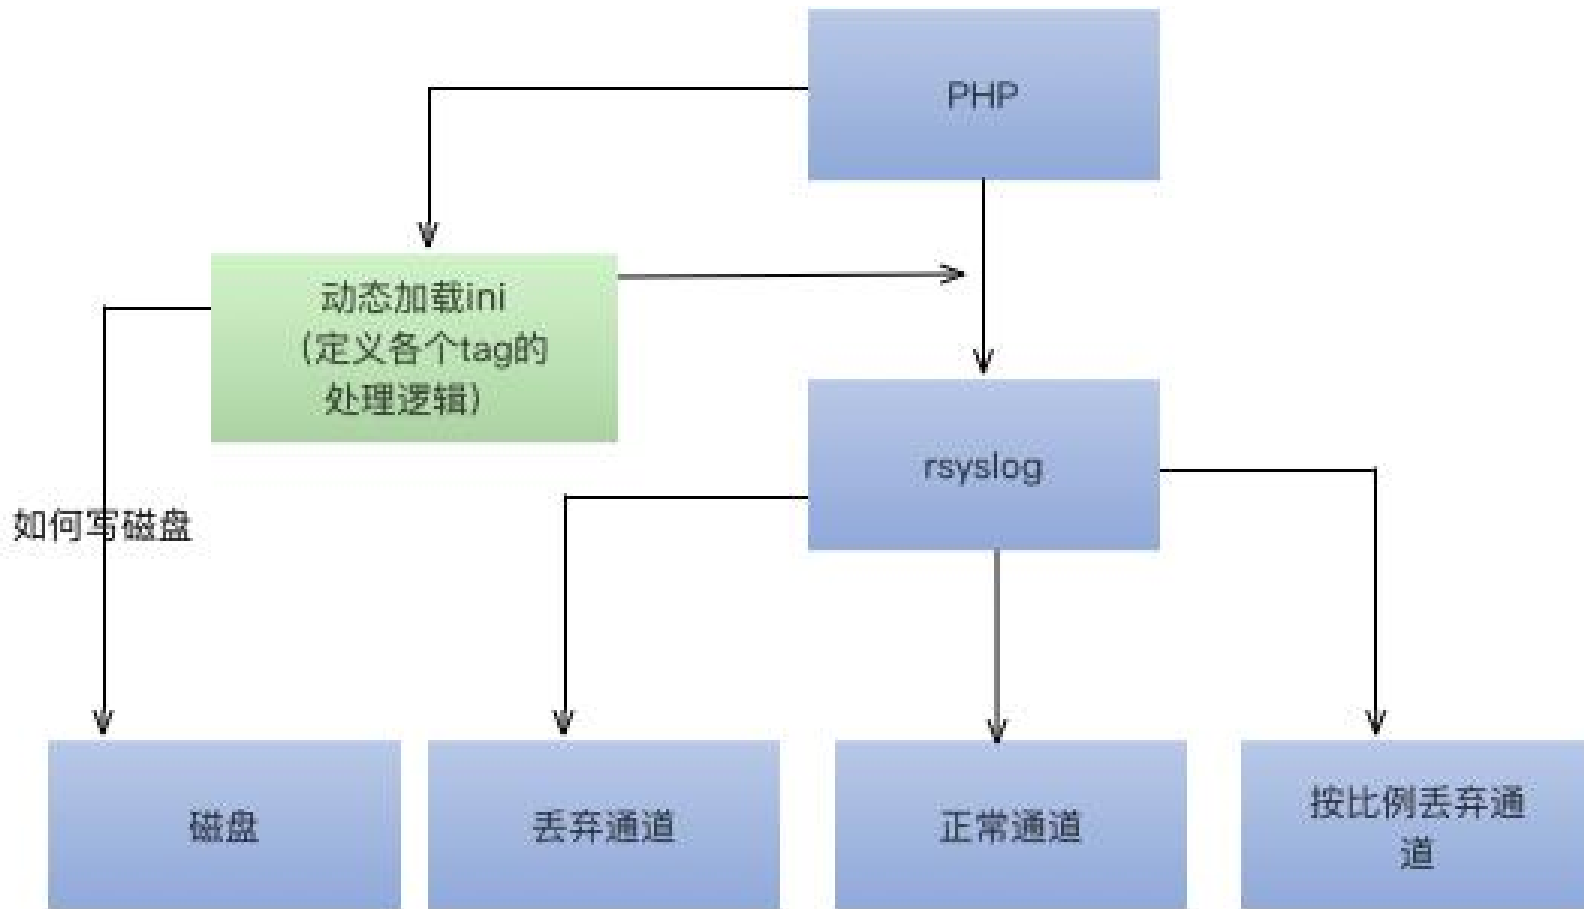 PHP
动态加载ini
（定义各个tag的
处理逻辑）
rsyslog
如何写磁盘
磁盘
丢弃通道
正常通道
按比例丢弃通
道